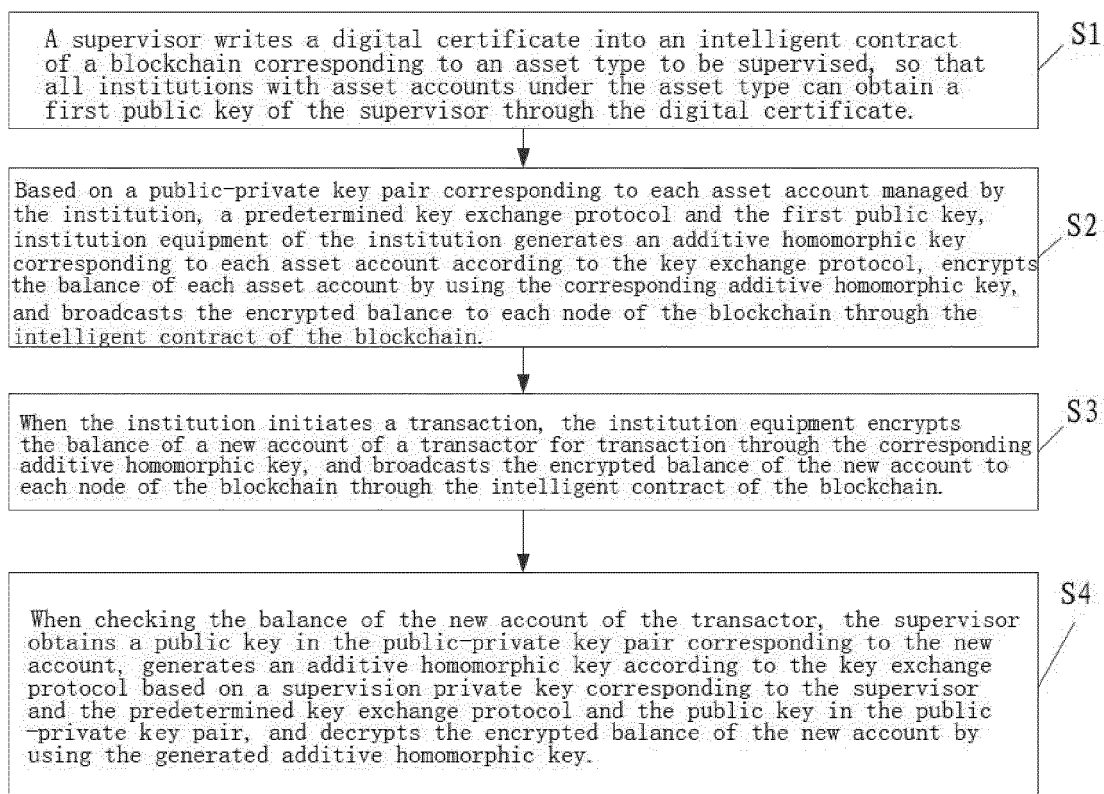 A supervisor writes a digital certificate into an intelligent contract
of a blockchain corresponding to an asset type to be supervised, so that
all institutions with asset accounts under the asset type can obtain a
first public key of the supervisor through the digital certificate.
S1
Based on a public-private key pair corresponding to each asset account managed by
the institution, a predetermined key exchange protocol and the first public key,
institution equipment of the institution generates an additive homomorphic key
corresponding to each asset account according to the key exchange protocol, encrypts
the balance of each asset account by using the corresponding additive homomorphic key,
and broadcasts the encrypted balance to each node of the blockchain through the
intelligent contract of the blockchain.
S2
When the institution initiates a transaction, the institution equipment encrypts
the balance of a new account of a transactor for transaction through the corresponding
additive homomorphic key, and broadcasts the encrypted balance of the new account to
each node of the blockchain through the intelligent contract of the blockchain.
S3
When checking the balance of the new account of the transactor, the supervisor
obtains a public key in the public-private key pair corresponding to the new
account, generates an additive homomorphic key according to the key exchange
protocol based on a supervision private key corresponding to the supervisor
and the predetermined key exchange protocol and the public key in the public
-private key pair, and decrypts the encrypted balance of the new account by
using the generated additive homomorphic key.
S4